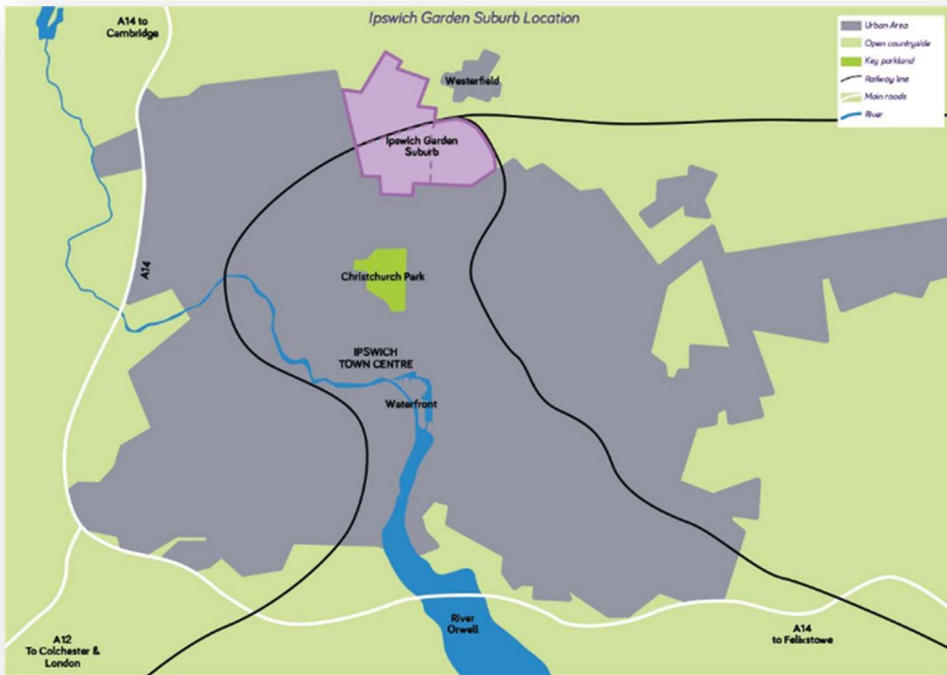 Ipswich Garden Suburb Location
A14 to
Cambridge
Urban Area
Open countryside
Key parkland
Railway line
Main roads
River
Westerfield
Ipswich Garden
Suburb
A14
Christchurch Park
IPSWICH
TOWN CENTRE
Waterfront
River
Orwell
A12
To Colchester &
London
A14
to Felixstowe